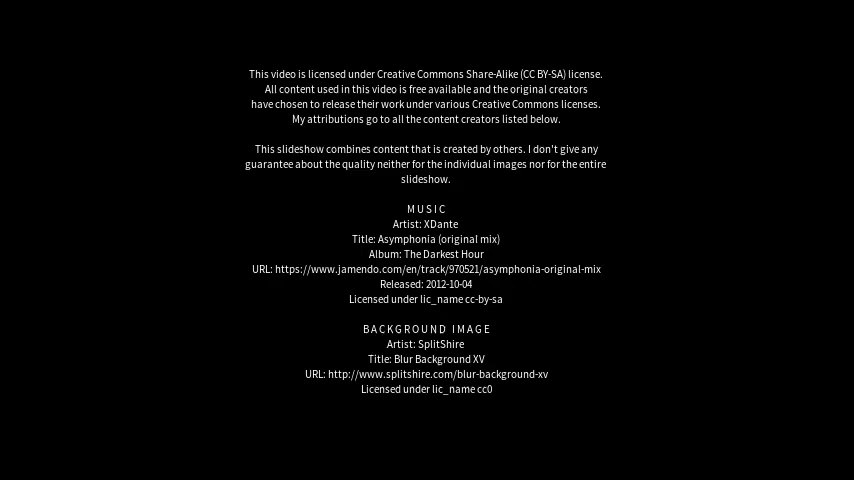 This video is licensed under Creative Commons Share-Alike (CC BY-SA) license.
All content used in this video is free available and the original creators
have chosen to release their work under various Creative Commons licenses.
My attributions go to all the content creators listed below.
This slideshow combines content that is created by others. I don't give any
guarantee about the quality neither for the individual images nor for the entire
slideshow.
MUSIC
Artist: XDante
Title: Asymphonia (original mix)
Album: The Darkest Hour
URL: https://www.jamendo.com/en/track/970521/asymphonia-original-mix
Released: 2012-10-04
Licensed under lic_name cc-by-sa
BACKGROUND IMAGE
Artist: SplitShire
Title: Blur Background XV
URL: http://www.splitshire.com/blur-background-xv
Licensed under lic_name cc0